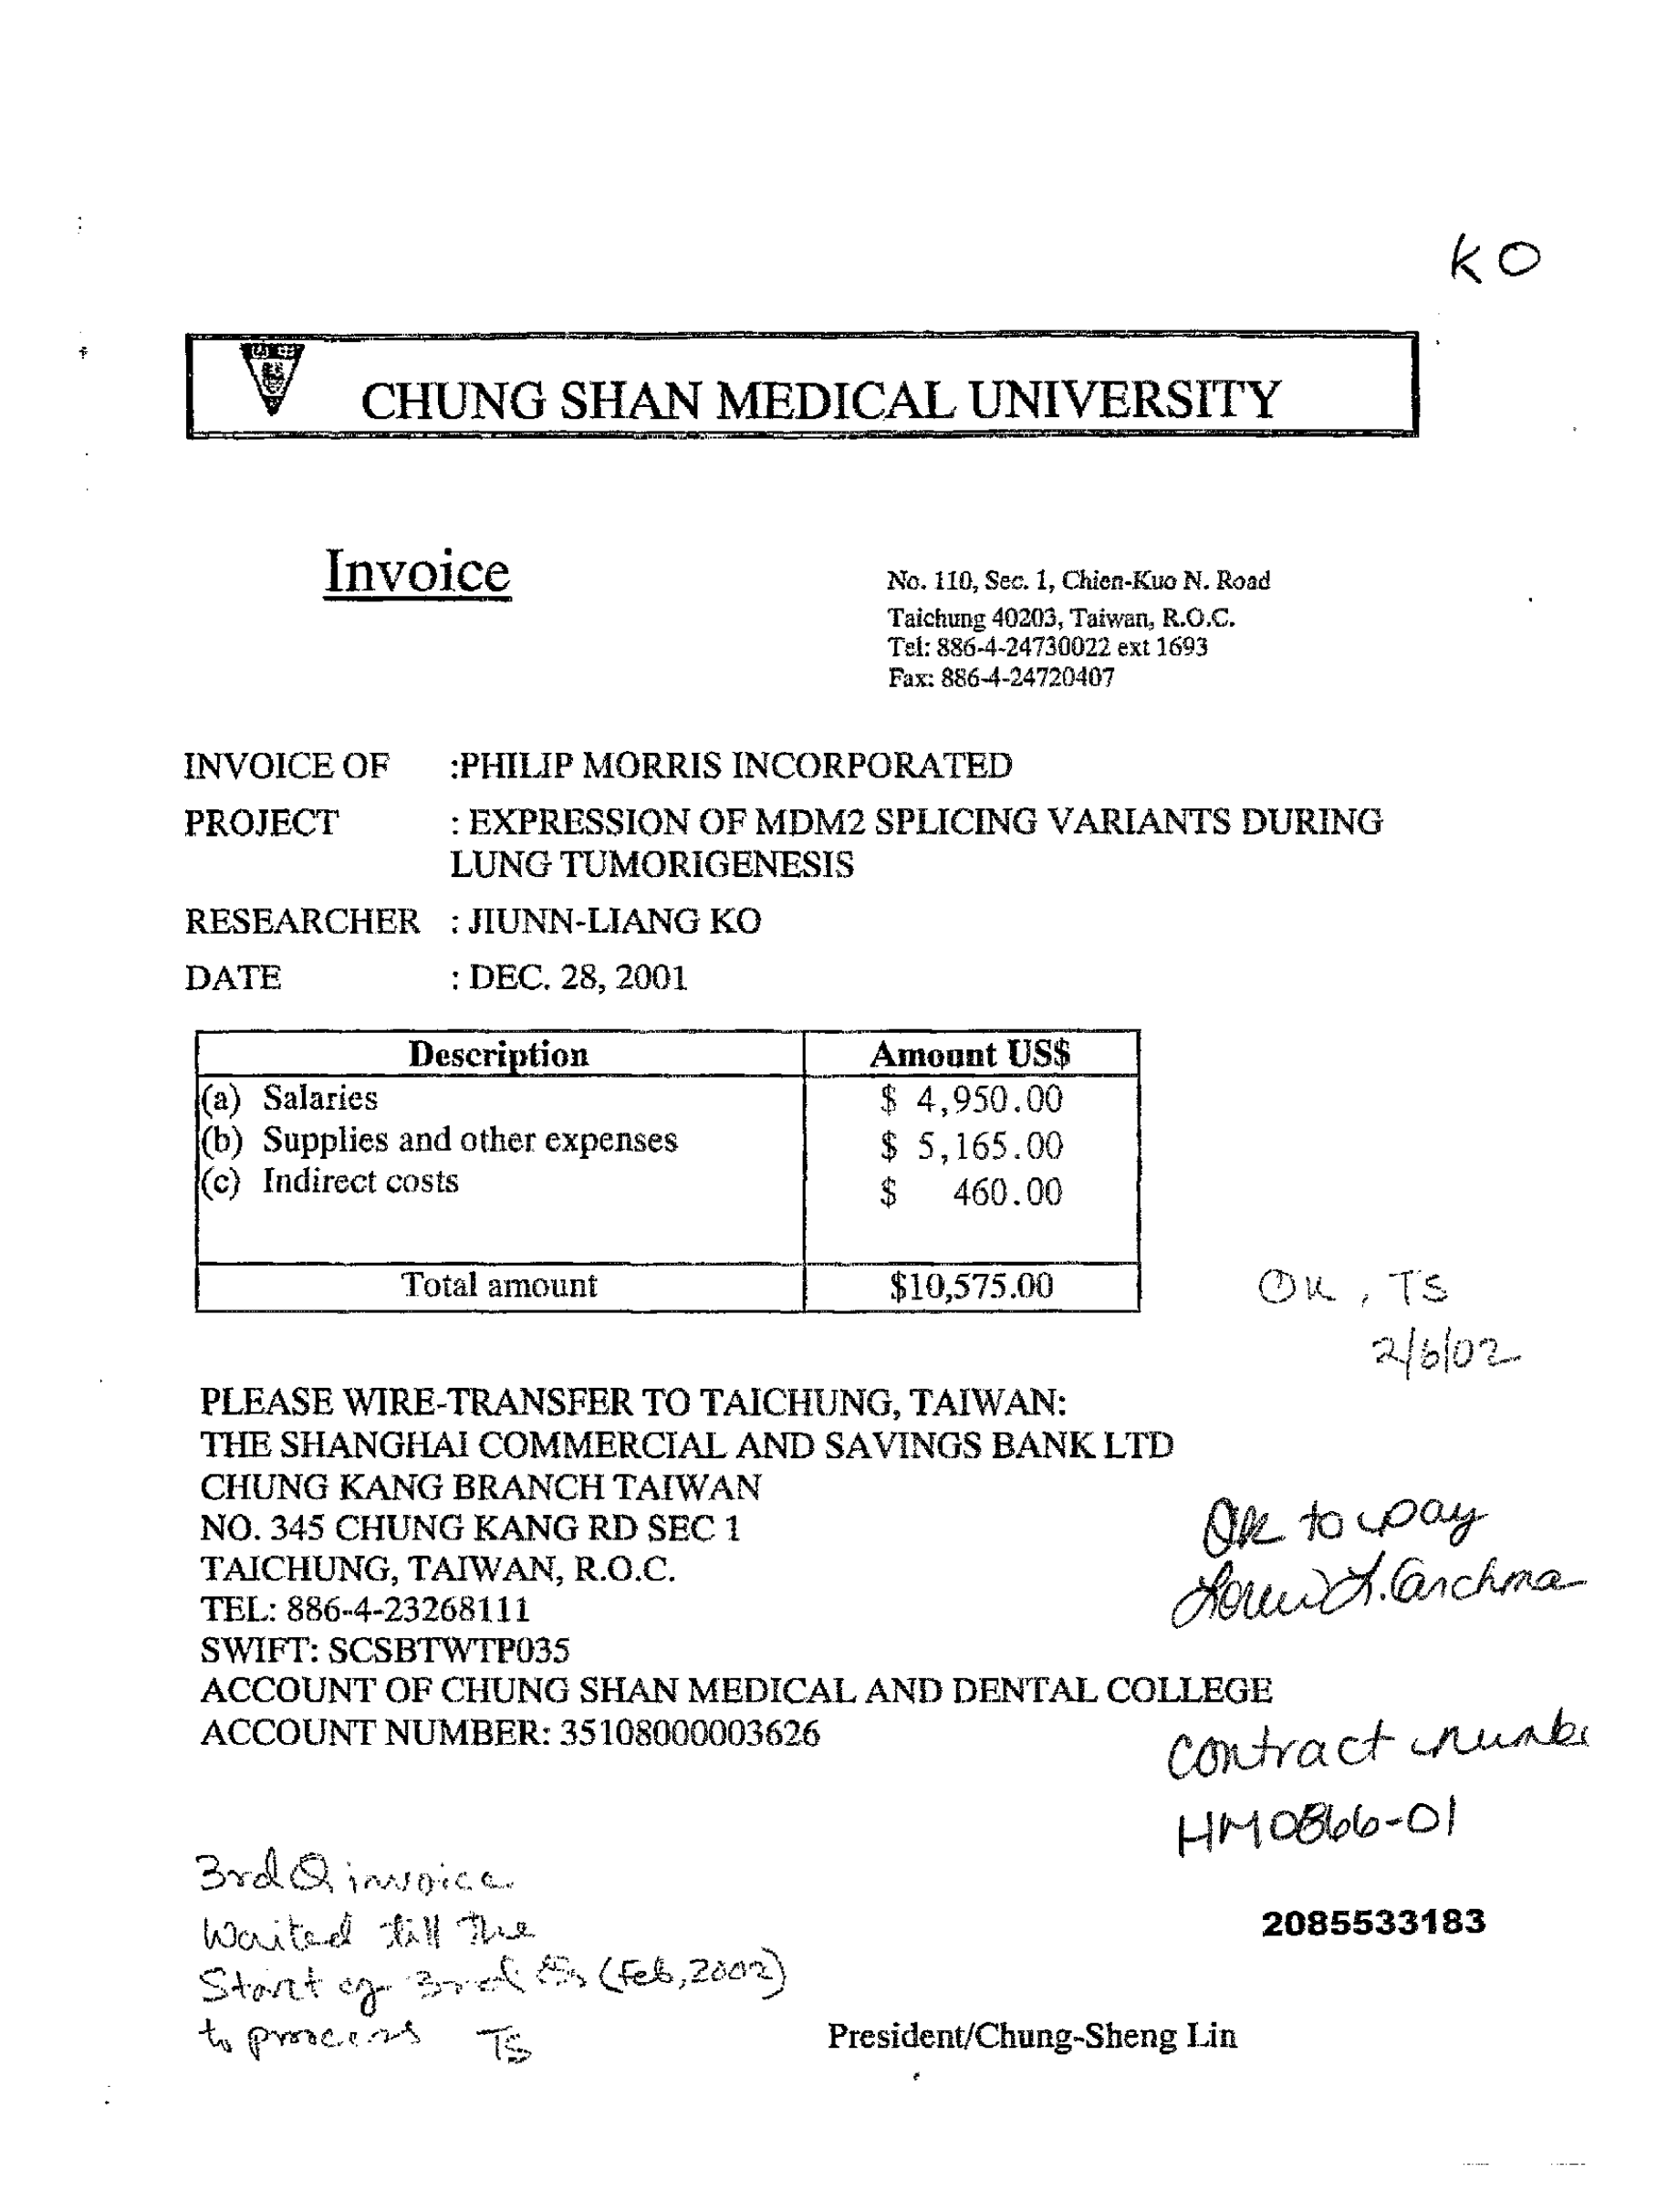 KO
CHUNG SHAN MEDICAL UNIVERSITY
Invoice
No. 110, Sec. 1, Chien-Kuo N. Road
Taichung 40203, Taiwan, R.O.C.
Tel: 886-4-24730022 ext 1693
Fax: 886-4-24720407
INVOICE OF :PHILIP MORRIS INCORPORATED
PROJECT : EXPRESSION OF MDM2 SPLICING VARIANTS DURING
LUNG TUMORIGENESIS
RESEARCHER : JIUNN-LIANG KO
DATE : DEC. 28, 2001
Description Amount US$
(a) Salaries $ 4,950.00
(b) Supplies and other expenses $ 5,165.00
(c) Indirect costs $ 460.00
Total amount $10,575.00
OK, TS
2/6/02
PLEASE WIRE-TRANSFER TO TAICHUNG, TAIWAN:
THE SHANGHAI COMMERCIAL AND SAVINGS BANK LTD
CHUNG KANG BRANCH TAIWAN
NO. 345 CHUNG KANG RD SEC 1
TAICHUNG, TAIWAN, R.O.C.
TEL: 886-4-23268111
SWIFT: SCSBTWTP035
ACCOUNT OF CHUNG SHAN MEDICAL AND DENTAL COLLEGE
ACCOUNT NUMBER: 35108000003626
OK to pay
contract numbe
HM0866-01
3rd Q invoice
Waited till the
Start of 3rd (Feb, 2002)
to process TS
2085533183
President/Chung-Sheng Lin